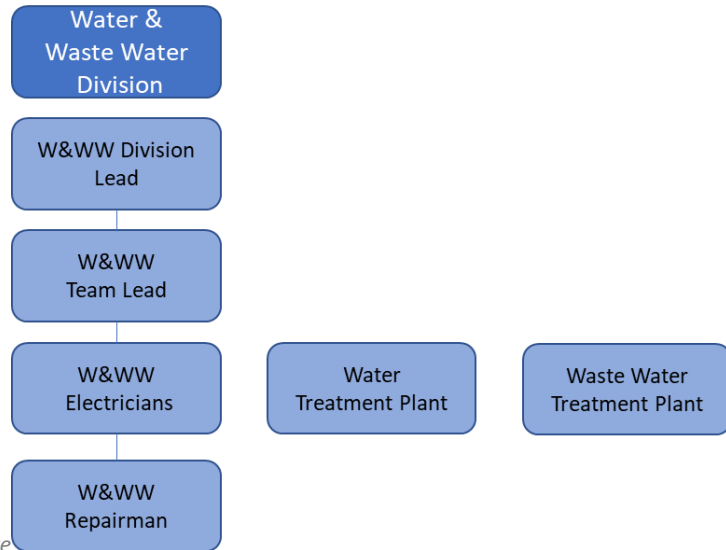 Water &
Waste Water
Division
W&WW Division
Lead
W&WW
Team Lead
W&WW
Electricians
Water
Treatment Plant
Waste Water
Treatment Plant
W&WW
Repairman